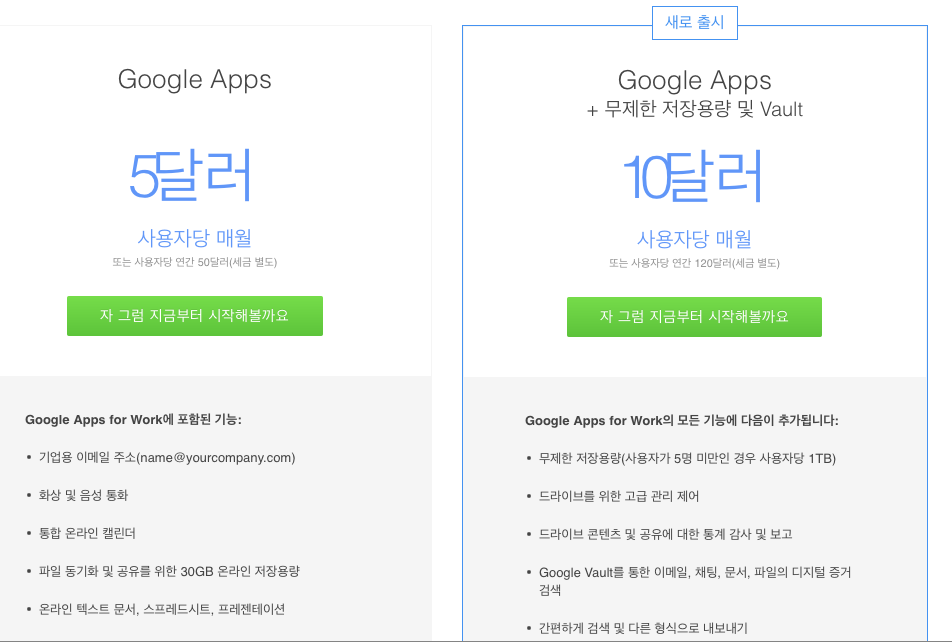 Google Apps
5달러
사용자당 매월
또는 사용자당 연간 50달러(세금 별도)
자 그럼 지금부터 시작해볼까요
Google Apps for Work에 포함된 기능:
• 기업용 이메일 주소(name@yourcompany.com)
• 화상 및 음성 통화
• 통합 온라인 캘린더
• 파일 동기화 및 공유를 위한 30GB 온라인 저장용량
• 온라인 텍스트 문서, 스프레드시트, 프레젠테이션
새로 출시
Google Apps
+ 무제한 저장용량 및 Vault
10달러
사용자당 매월
또는 사용자당 연간 120달러(세금 별도)
자 그럼 지금부터 시작해볼까요
Google Apps for Work의 모든 기능에 다음이 추가됩니다:
• 무제한 저장용량(사용자가 5명 미만인 경우 사용자당 1TB)
• 드라이브를 위한 고급 관리 제어
• 드라이브 콘텐츠 및 공유에 대한 통계 감사 및 보고
• Google Vault를 통한 이메일, 채팅, 문서, 파일의 디지털 증거
검색
• 간편하게 검색 및 다른 형식으로 내보내기